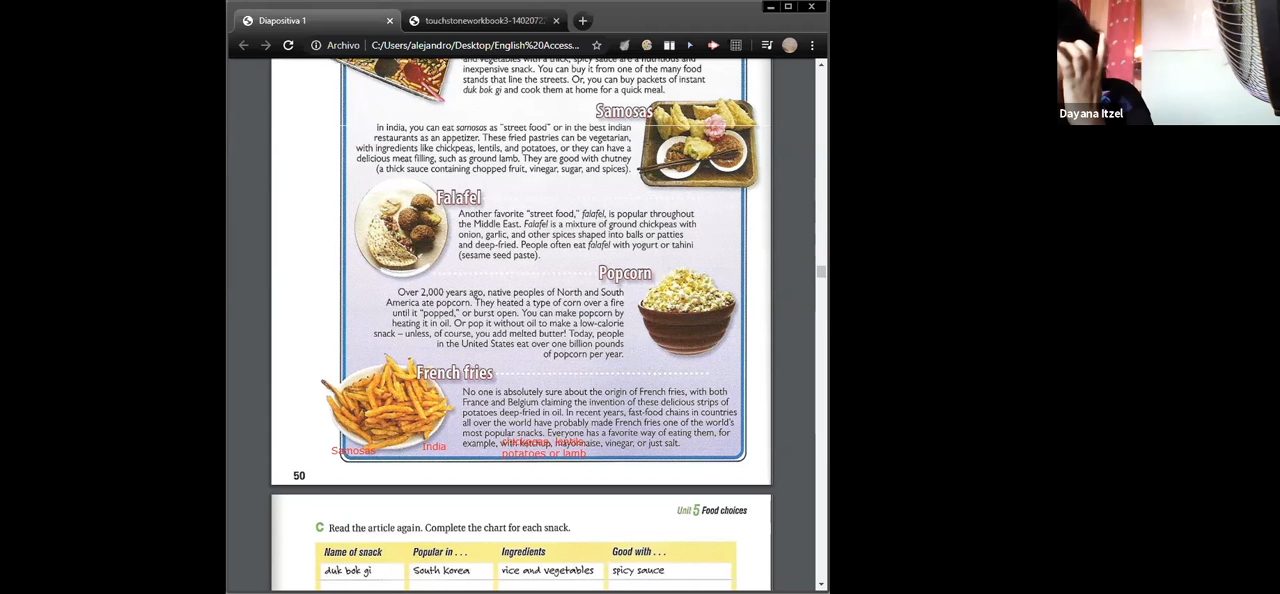 Diapositiva 1
touchstoneworkbook3-1402072
Archivo
C:/Users/alejandro/Desktop/English%20Access...
Dayana Itzel
and vegetables with a thick, spicy sauce are a nutritious and
inexpensive snack. You can buy it from one of the many food
stands that line the streets. Or, you can buy packets of instant
duk bok gi and cook them at home for a quick meal.
Samosas
In India, you can eat samosas as "street food" or in the best Indian
restaurants as an appetizer. These fried pastries can be vegetarian,
with ingredients like chickpeas, lentils, and potatoes, or they can have a
delicious meat filling, such as ground lamb. They are good with chutney
(a thick sauce containing chopped fruit, vinegar, sugar, and spices).
Falafel
Another favorite "street food," falafel, is popular throughout
the Middle East. Falafel is a mixture of ground chickpeas with
onion, garlic, and other spices shaped into balls or patties
and deep-fried. People often eat falafel with yogurt or tahini
(sesame seed paste).
Popcorn
Over 2,000 years ago, native peoples of North and South
America ate popcorn. They heated a type of corn over a fire
until it "popped," or burst open. You can make popcorn by
heating it in oil. Or pop it without oil to make a low-calorie
snack – unless, of course, you add melted butter! Today, people
in the United States eat over one billion pounds
of popcorn per year.
French fries
No one is absolutely sure about the origin of French fries, with both
France and Belgium claiming the invention of these delicious strips of
potatoes deep-fried in oil. In recent years, fast-food chains in countries
all over the world have probably made French fries one of the world's
most popular snacks. Everyone has a favorite way of eating them, for
example, with ketchup, mayonnaise, vinegar, or just salt.
Samosas
India
chickpeas, lentils,
potatoes or lamb
50
Unit 5 Food choices
C Read the article again. Complete the chart for each snack.
Name of snack Popular in . . . Ingredients Good with . . .
duk bok gi South Korea rice and vegetables spicy sauce